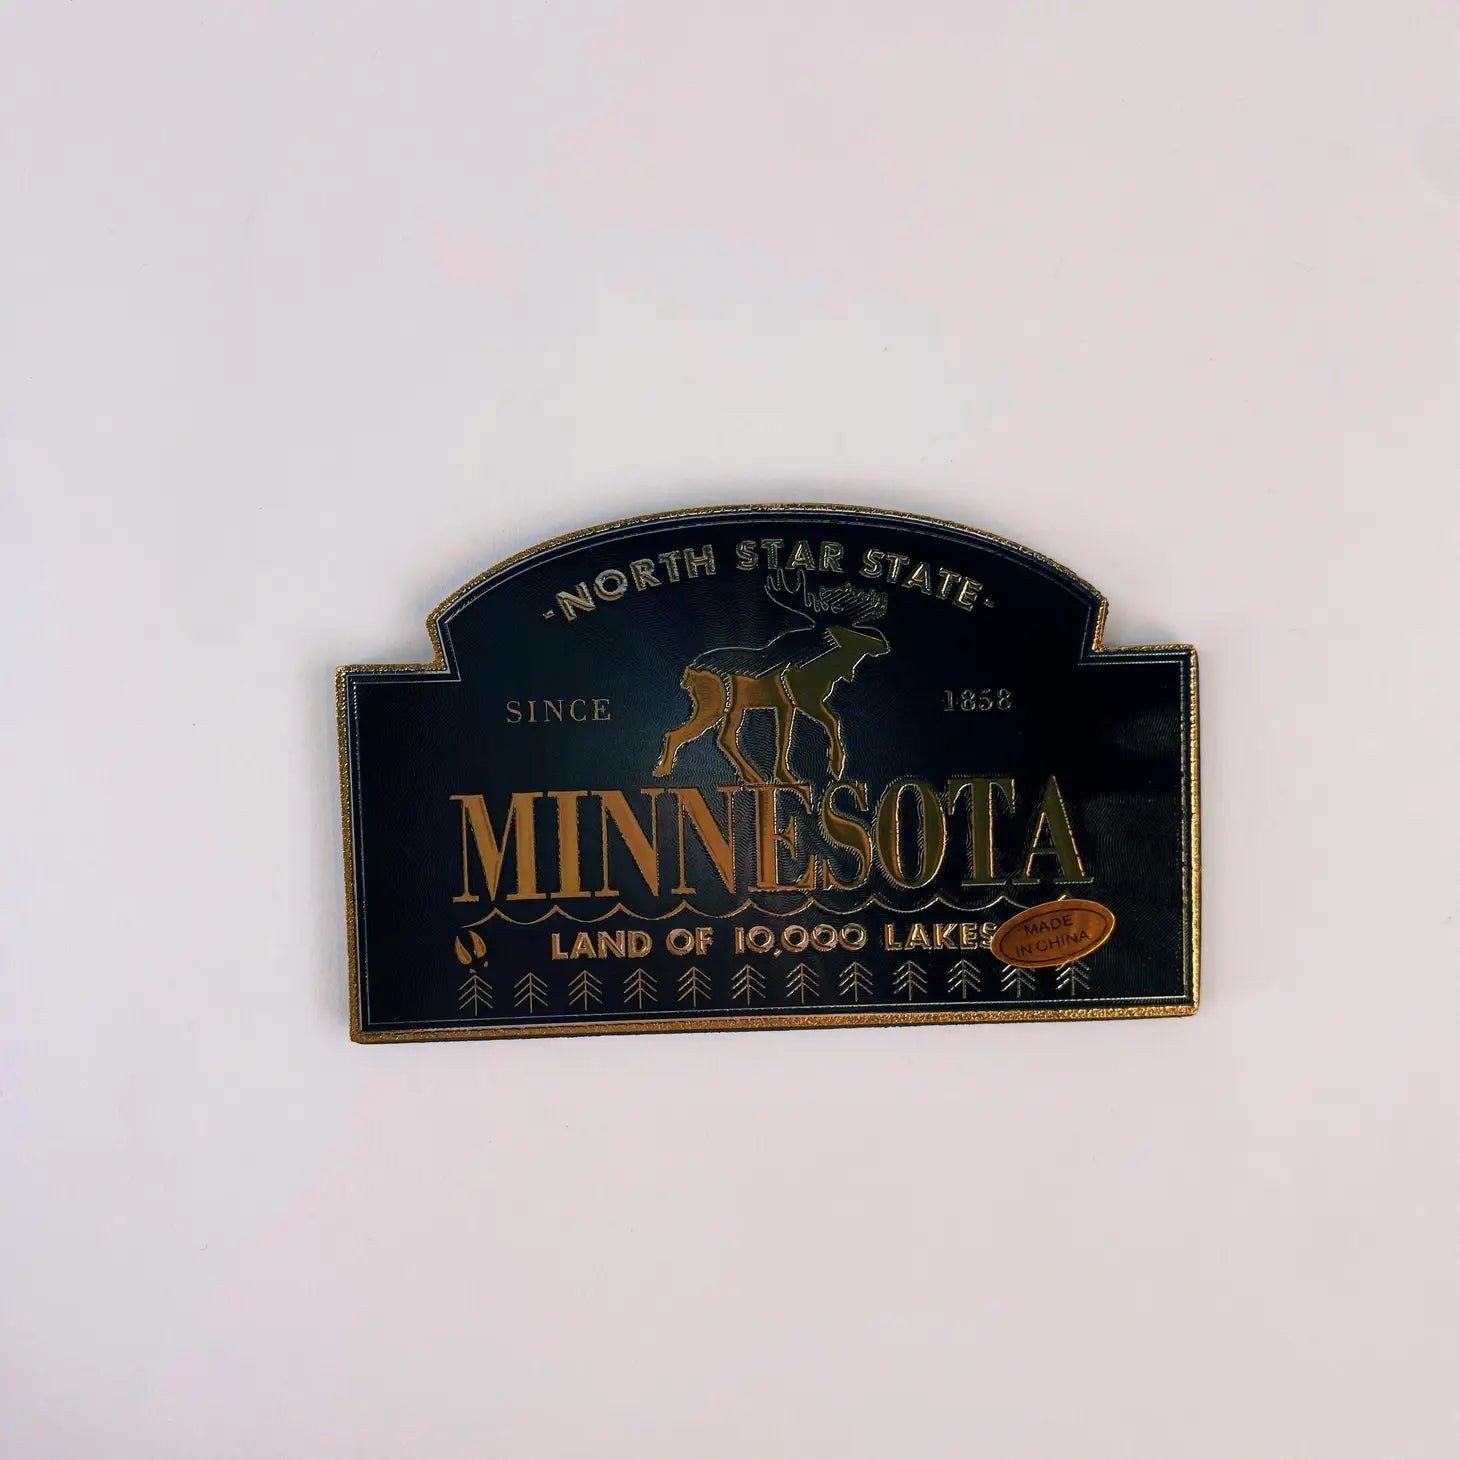 -NORTH STAR STATE-
SINCE 1858
MINNESOTA
LAND OF 10,000 LAKES
MADE
IN CHINA